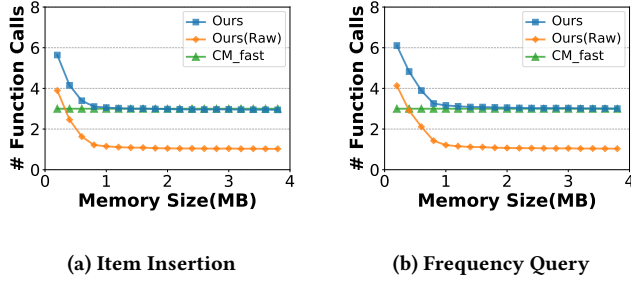 8
6
4
2
0
# Function Calls
Ours
Ours(Raw)
CM_fast
0 1 2 3 4
Memory Size(MB)
(a) Item Insertion
8
6
4
2
0
# Function Calls
Ours
Ours(Raw)
CM_fast
0 1 2 3 4
Memory Size(MB)
(b) Frequency Query